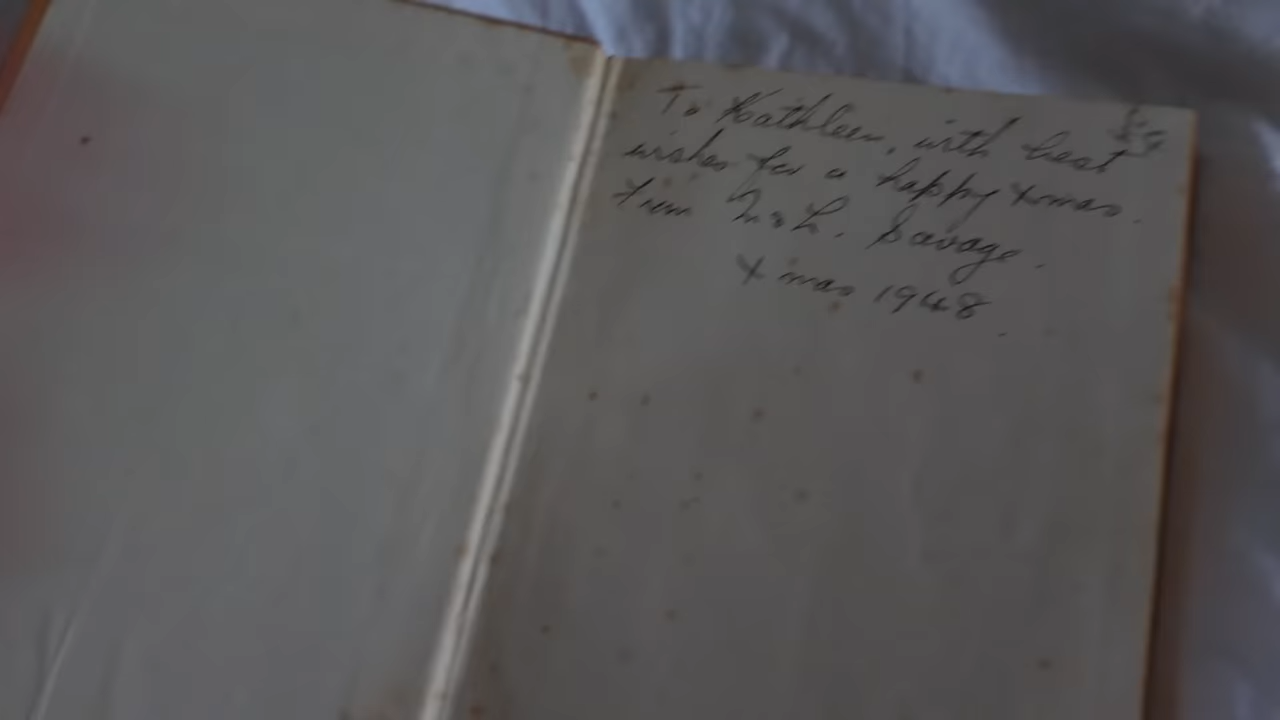 To Kathleen, with best
wishes for a happy Xmas.
From Savage.
Xmas 1948.